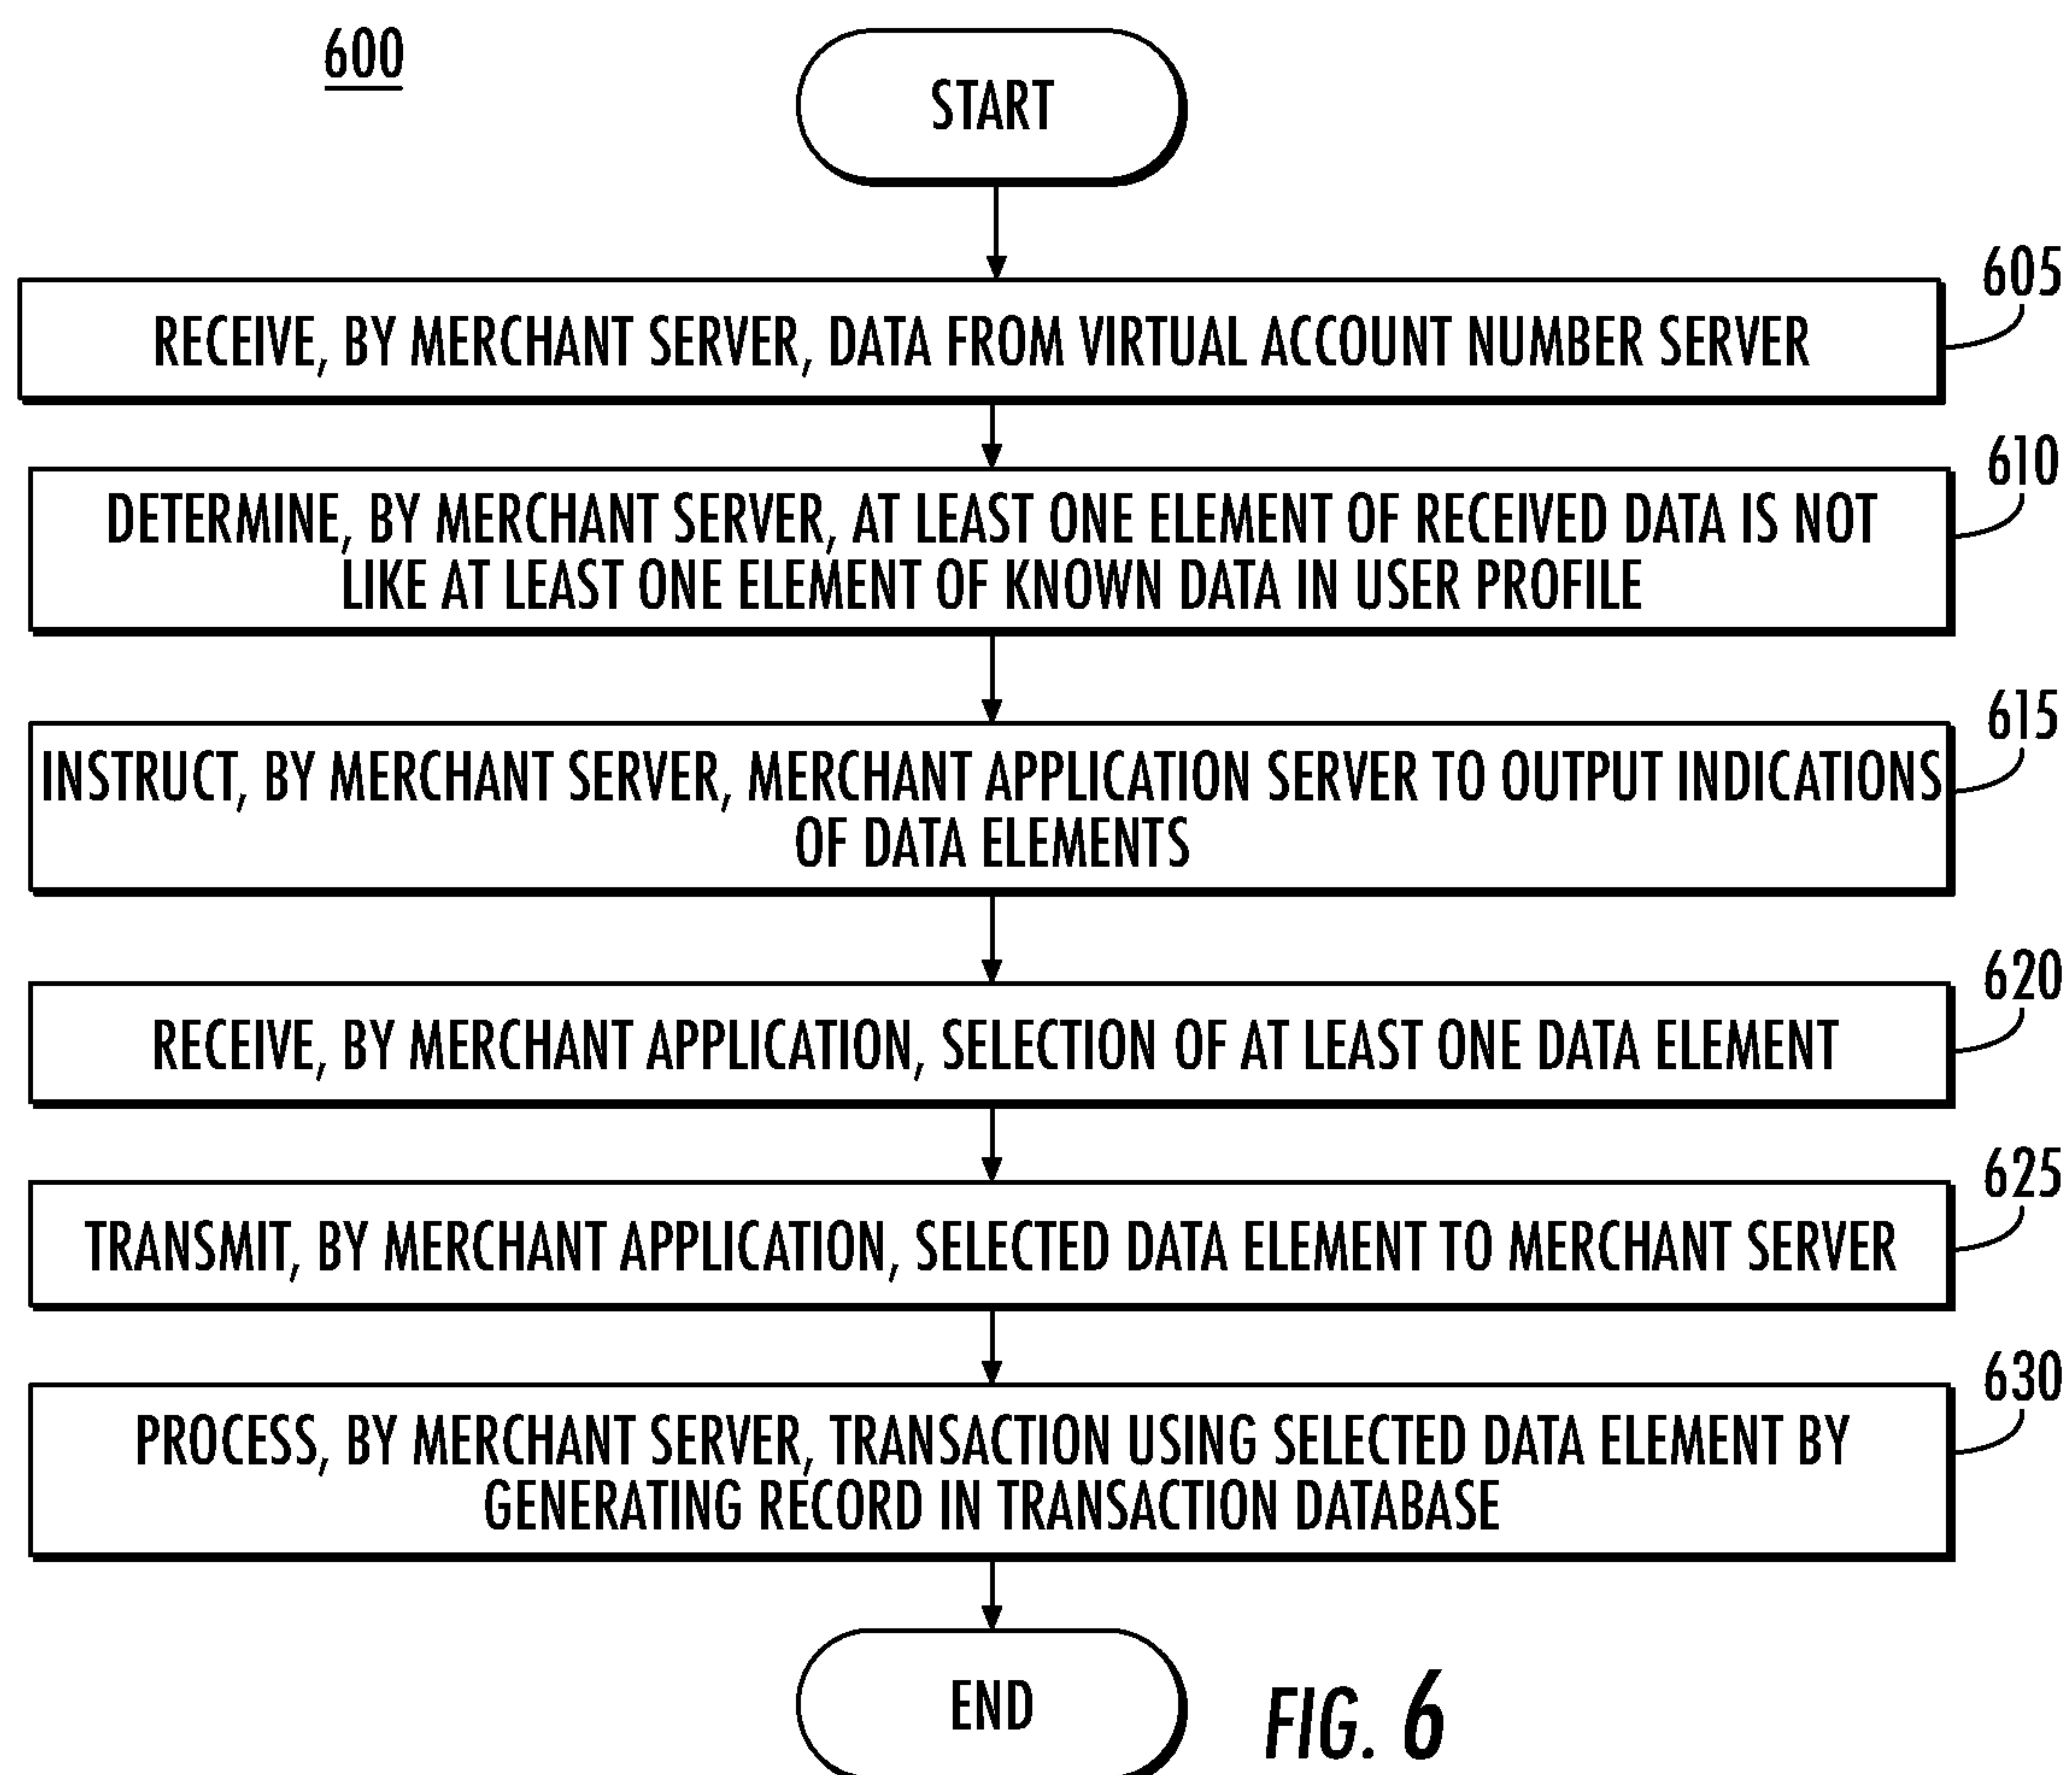 600
START
605
RECEIVE, BY MERCHANT SERVER, DATA FROM VIRTUAL ACCOUNT NUMBER SERVER
610
DETERMINE, BY MERCHANT SERVER, AT LEAST ONE ELEMENT OF RECEIVED DATA IS NOT
LIKE AT LEAST ONE ELEMENT OF KNOWN DATA IN USER PROFILE
615
INSTRUCT, BY MERCHANT SERVER, MERCHANT APPLICATION SERVER TO OUTPUT INDICATIONS
OF DATA ELEMENTS
620
RECEIVE, BY MERCHANT APPLICATION, SELECTION OF AT LEAST ONE DATA ELEMENT
625
TRANSMIT, BY MERCHANT APPLICATION, SELECTED DATA ELEMENT TO MERCHANT SERVER
630
PROCESS, BY MERCHANT SERVER, TRANSACTION USING SELECTED DATA ELEMENT BY
GENERATING RECORD IN TRANSACTION DATABASE
END
FIG. 6